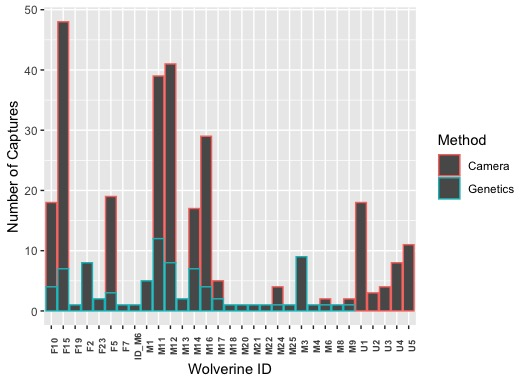 50
40
30
20
10
0
Number of Captures
F10 F15 F19 F2 F23 F5 F7 ID_M6 M1 M11 M12 M13 M14 M16 M17 M18 M20 M21 M22 M24 M25 M3 M4 M6 M8 M9 U1 U2 U3 U4 U5
Wolverine ID
Method
Camera
Genetics